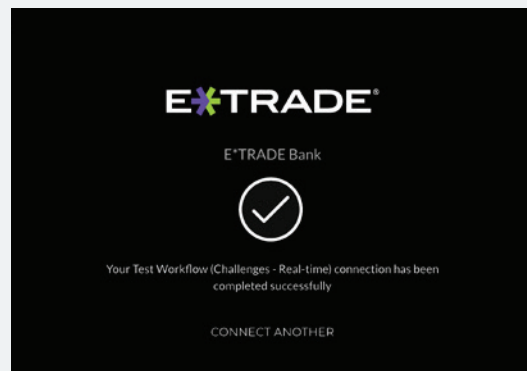 E*TRADE®
E*TRADE Bank
Your Test Workflow (Challenges - Real-time) connection has been
completed successfully
CONNECT ANOTHER